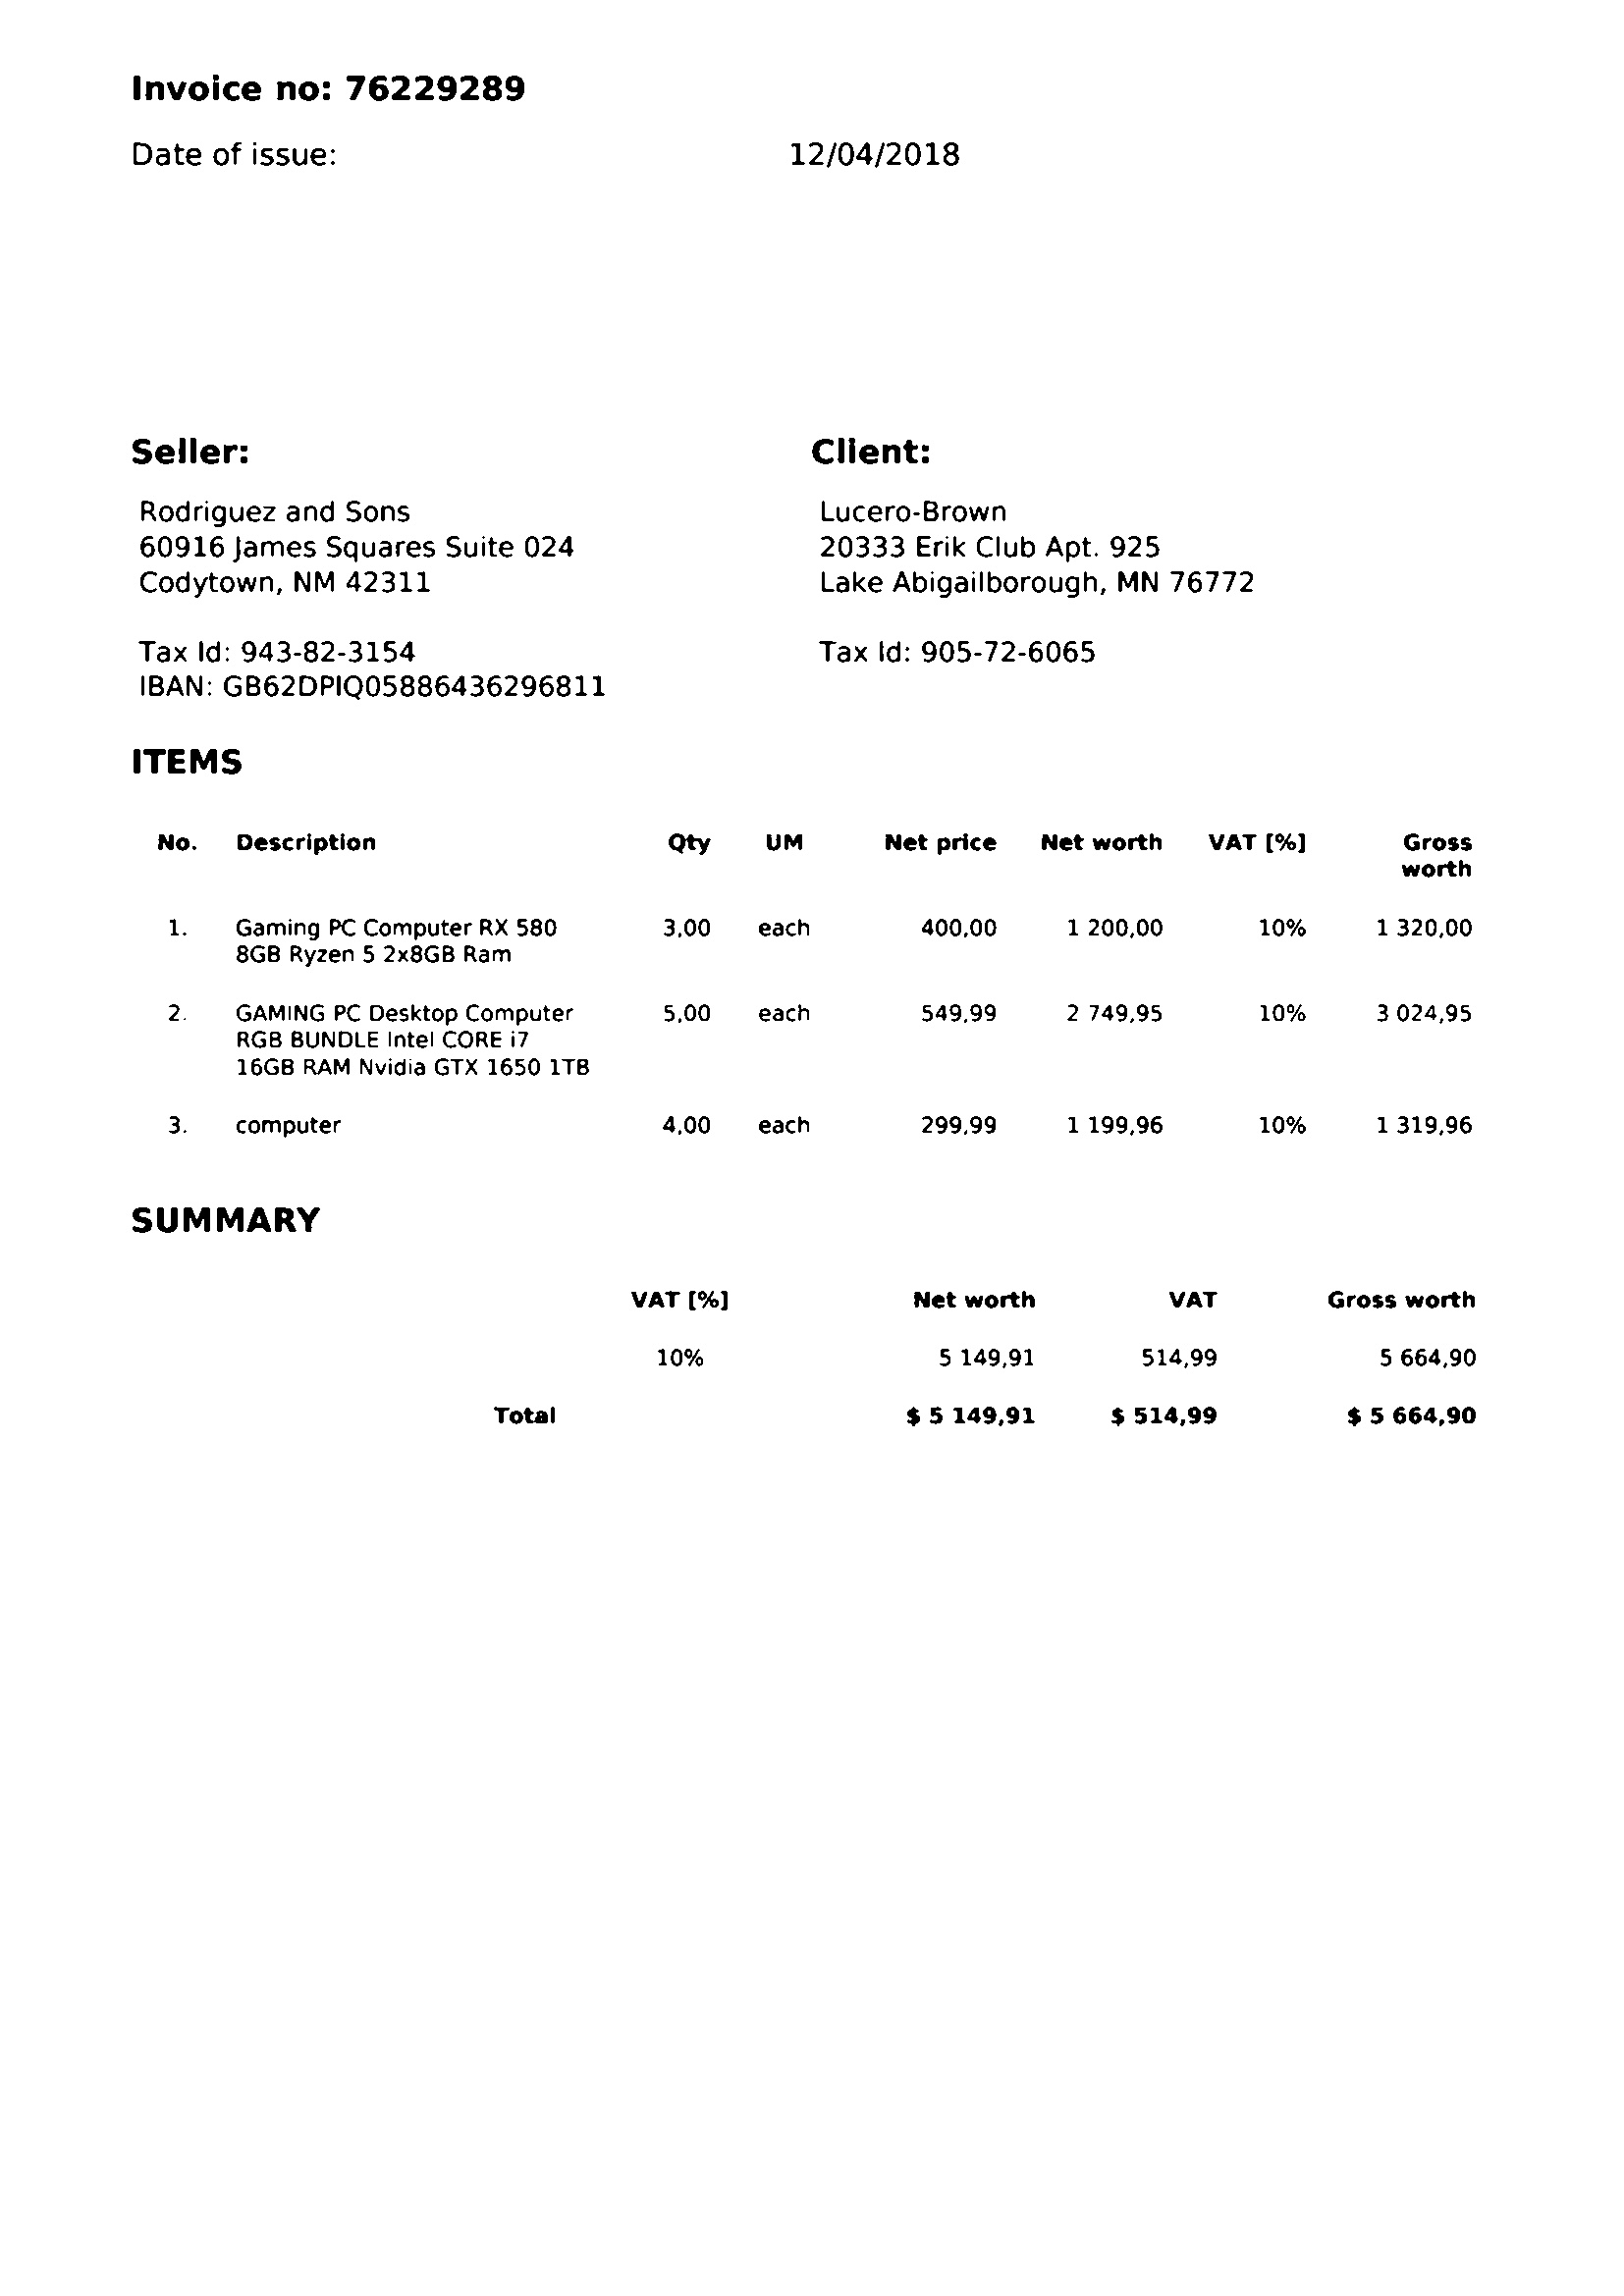 Invoice no: 76229289
Date of issue: 12/04/2018
Seller: Client:
Rodriguez and Sons Lucero-Brown
60916 James Squares Suite 024 20333 Erik Club Apt. 925
Codytown, NM 42311 Lake Abigailborough, MN 76772
Tax Id: 943-82-3154 Tax Id: 905-72-6065
IBAN: GB62DPIQ05886436296811
ITEMS
No. Description Qty UM Net price Net worth VAT [%] Gross
worth
1. Gaming PC Computer RX 580 3,00 each 400,00 1 200,00 10% 1 320,00
8GB Ryzen 5 2x8GB Ram
2. GAMING PC Desktop Computer 5,00 each 549,99 2 749,95 10% 3 024,95
RGB BUNDLE Intel CORE i7
16GB RAM Nvidia GTX 1650 1TB
3. computer 4,00 each 299,99 1 199,96 10% 1 319,96
SUMMARY
VAT [%] Net worth VAT Gross worth
10% 5 149,91 514,99 5 664,90
Total $ 5 149,91 $ 514,99 $ 5 664,90